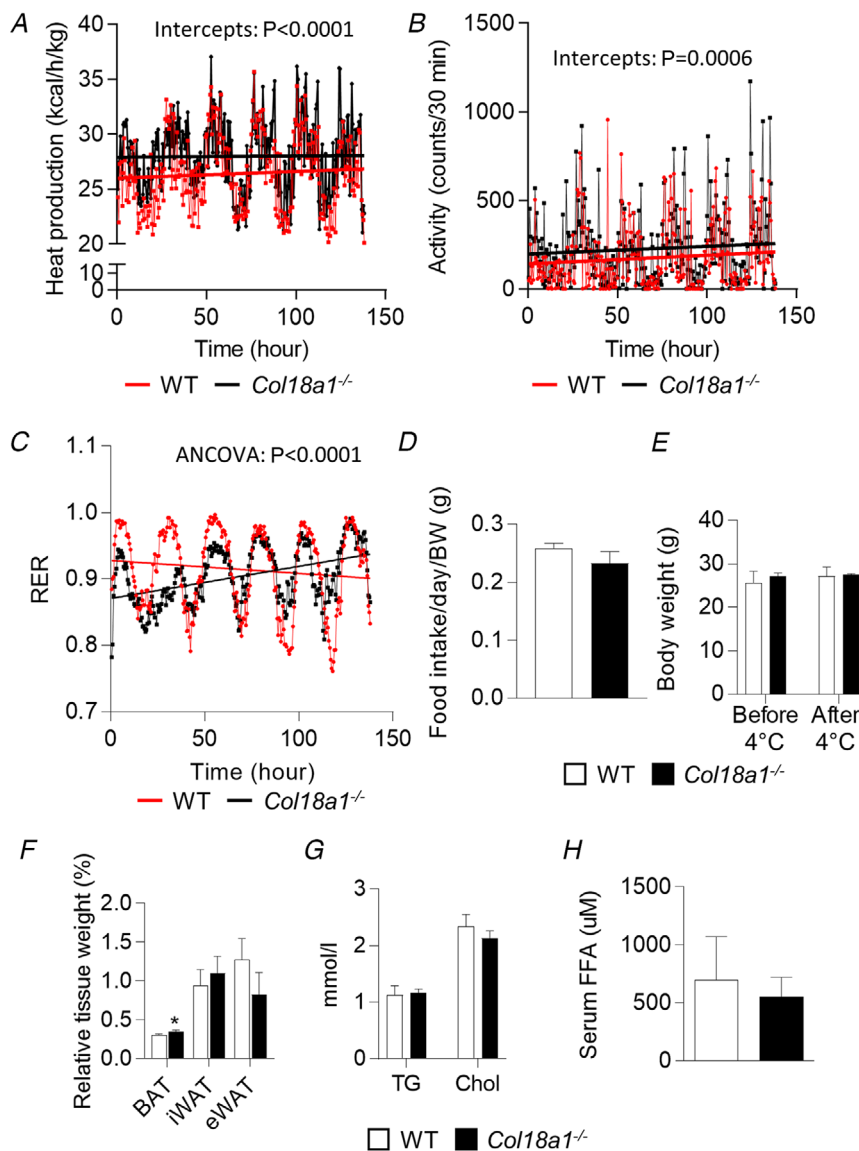 A
Intercepts: P<0.0001
Heat production (kcal/h/kg)
40
35
30
25
20
10
0
0
50
100
150
Time (hour)
WT
Col18a1-/-
B
Intercepts: P=0.0006
Activity (counts/30 min)
1500
1000
500
0
0
50
100
150
Time (hour)
WT
Col18a1-/-
C
ANCOVA: P<0.0001
RER
1.1
1.0
0.9
0.8
0.7
0
50
100
150
Time (hour)
WT
Col18a1-/-
D
Food intake/day/BW (g)
0.3
0.2
0.1
0.0
E
Body weight (g)
40
30
20
10
0
Before
4°C
After
4°C
WT
Col18a1-/-
F
Relative tissue weight (%)
2.0
1.5
1.0
0.5
0.0
*
BAT
iWAT
eWAT
G
mmol/l
3
2
1
0
TG
Chol
H
Serum FFA (uM)
1500
1000
500
0
WT
Col18a1-/-